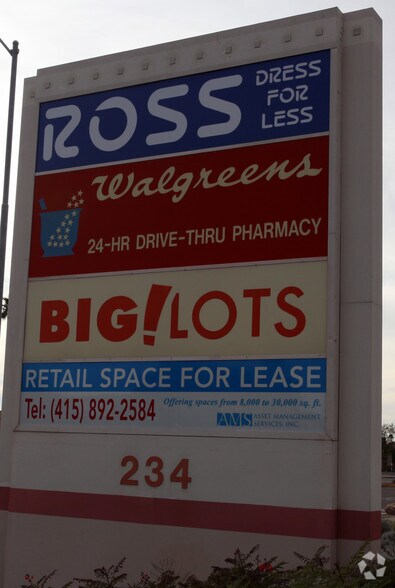 ROSS
DRESS
FOR
LESS
Walgreens
24-HR DRIVE-THRU PHARMACY
BIG!LOTS
RETAIL SPACE FOR LEASE
Tel: (415) 892-2584
Offering spaces from 8,000 to 30,000 sq. ft.
AMS ASSET MANAGEMENT
SERVICES, INC.
234